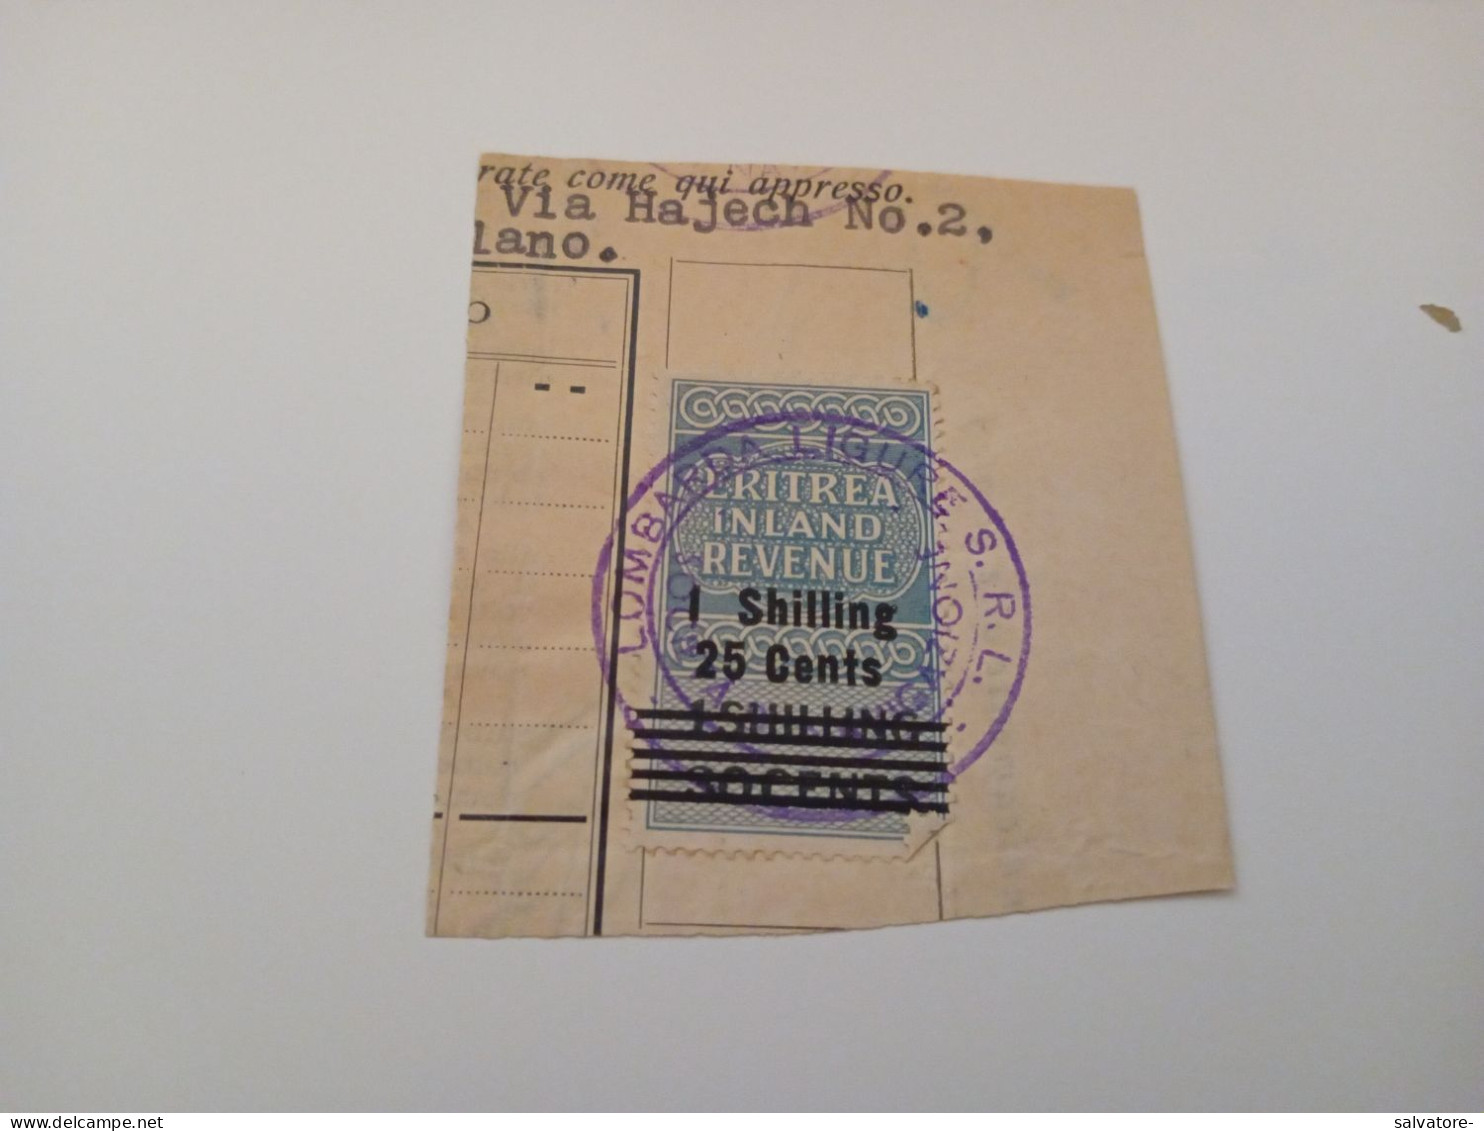 rate come qui appresso.
Via Hajech No.2,
lano.
o
--
ERITREA
INLAND
REVENUE
1 Shilling
25 Cents
1 SHILLING
30 CENTS
LOMBARDA LIGURE S.R.L.
salvatore-
©delcampe.net